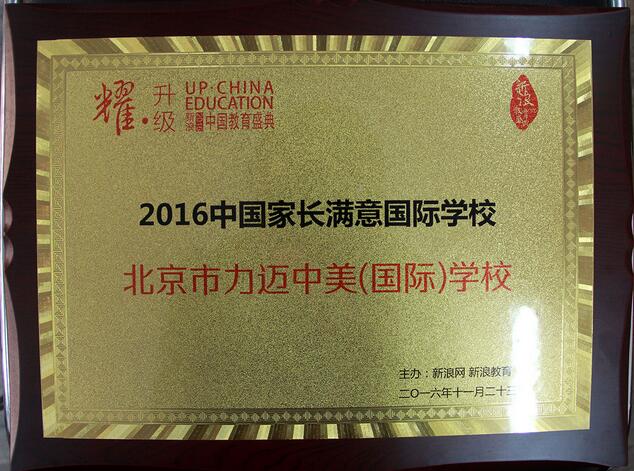 耀·升级
UP·CHINA
EDUCATION
新浪 中国教育盛典
2016中国家长满意国际学校
北京市力迈中美(国际)学校
主办：新浪网 新浪教育
二〇一六年十一月二十三